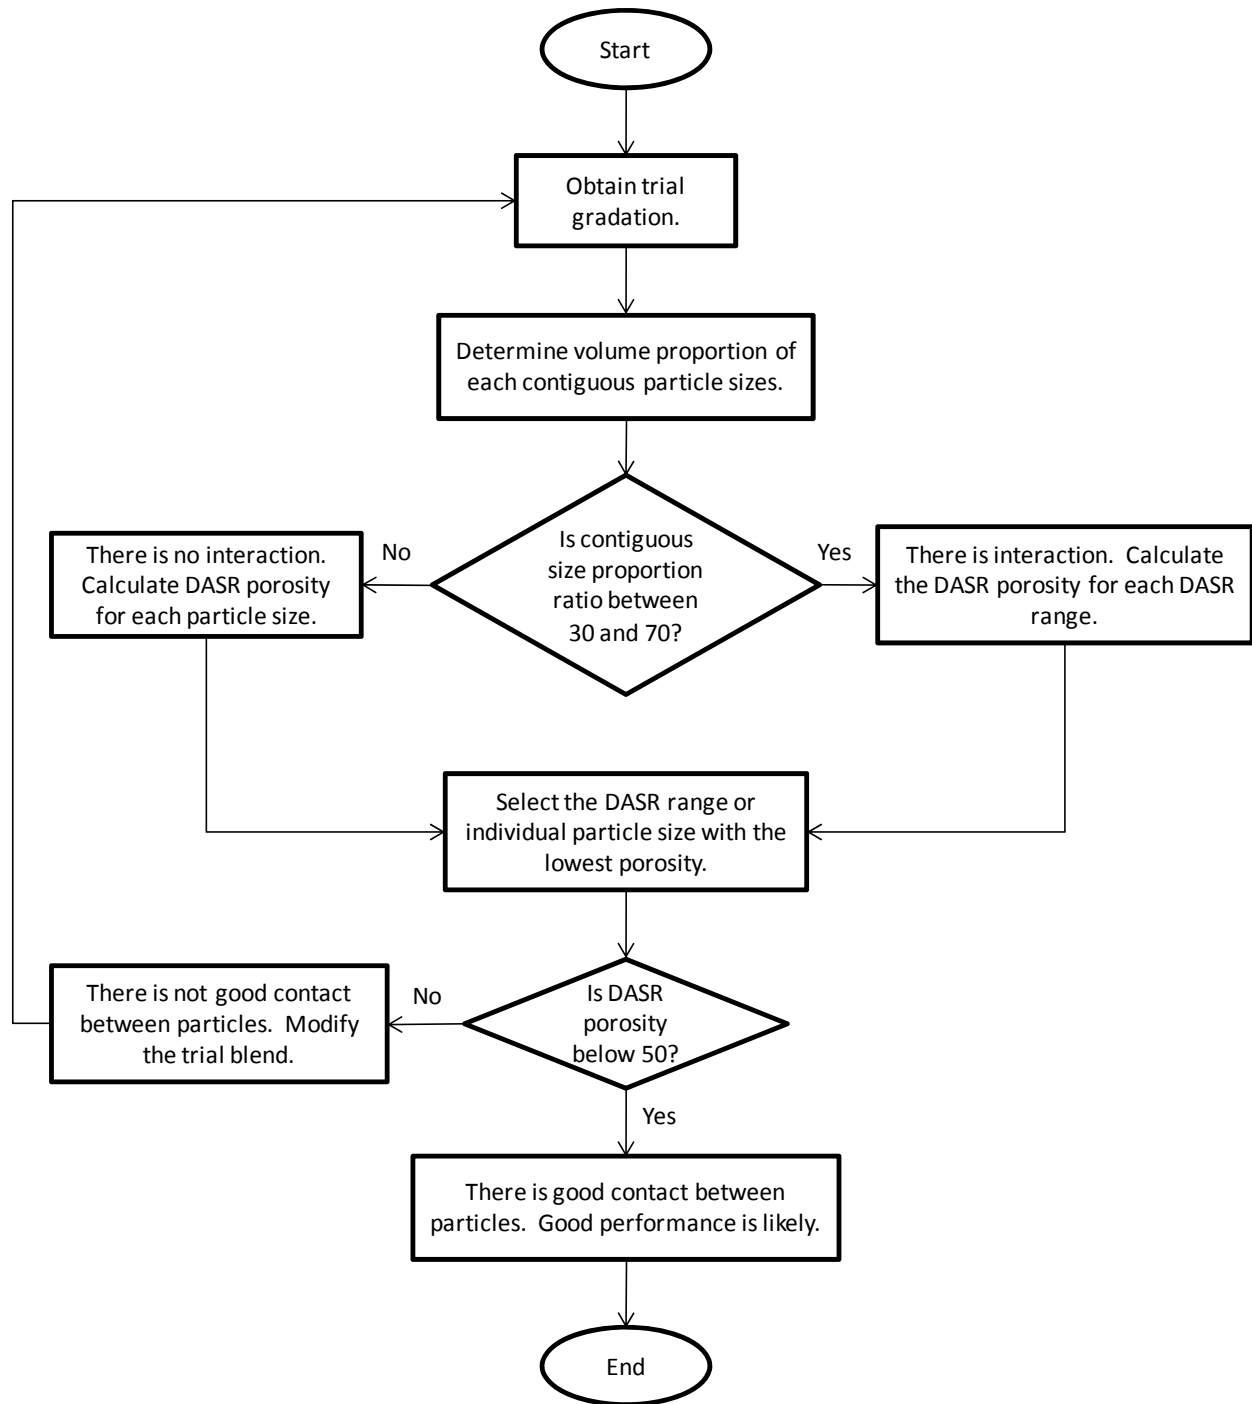 Start
Obtain trial
gradation.
Determine volume proportion of
each contiguous particle sizes.
Is contiguous
size proportion
ratio between
30 and 70?
No
Yes
There is no interaction.
Calculate DASR porosity
for each particle size.
There is interaction. Calculate
the DASR porosity for each DASR
range.
Select the DASR range or
individual particle size with the
lowest porosity.
Is DASR
porosity
below 50?
No
There is not good contact
between particles. Modify
the trial blend.
Yes
There is good contact between
particles. Good performance is likely.
End